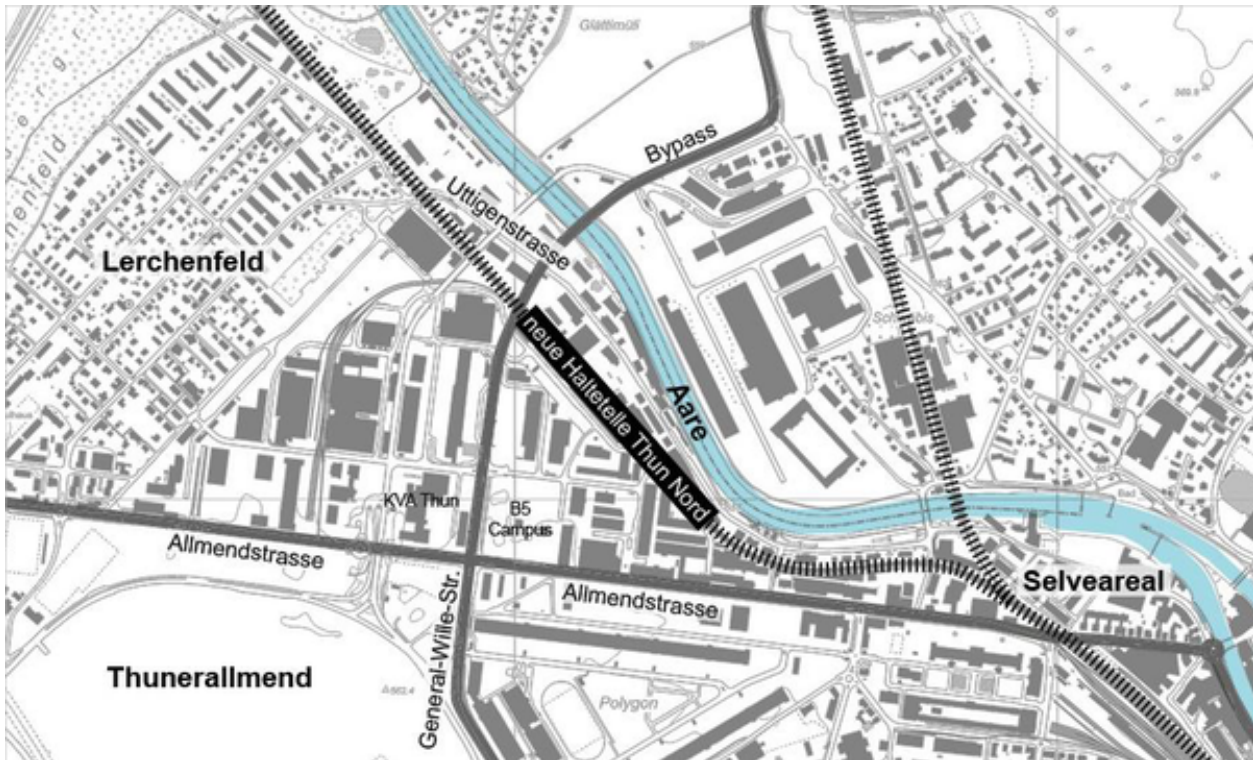 Glättimüli
Bypass
Uttigenstrasse
Lerchenfeld
neue Haltetelle Thun Nord
Aare
KVA Thun
B5
Campus
Allmendstrasse
Allmendstrasse
Selveareal
General-Wille-Str.
Thunerallmend
Polygon